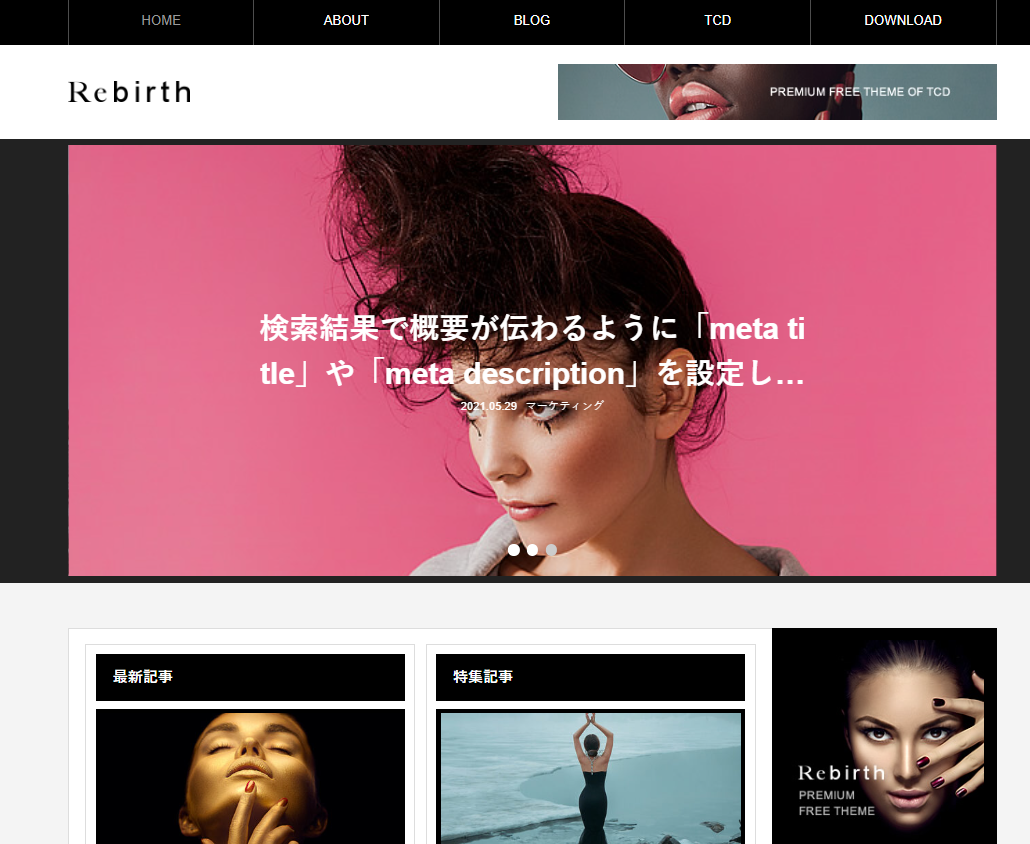 HOME ABOUT BLOG TCD DOWNLOAD
Rebirth
PREMIUM FREE THEME OF TCD
検索結果で概要が伝わるように「meta ti
tle」や「meta description」を設定し…
2021.05.29 マーケティング
最新記事
特集記事
Rebirth
PREMIUM
FREE THEME